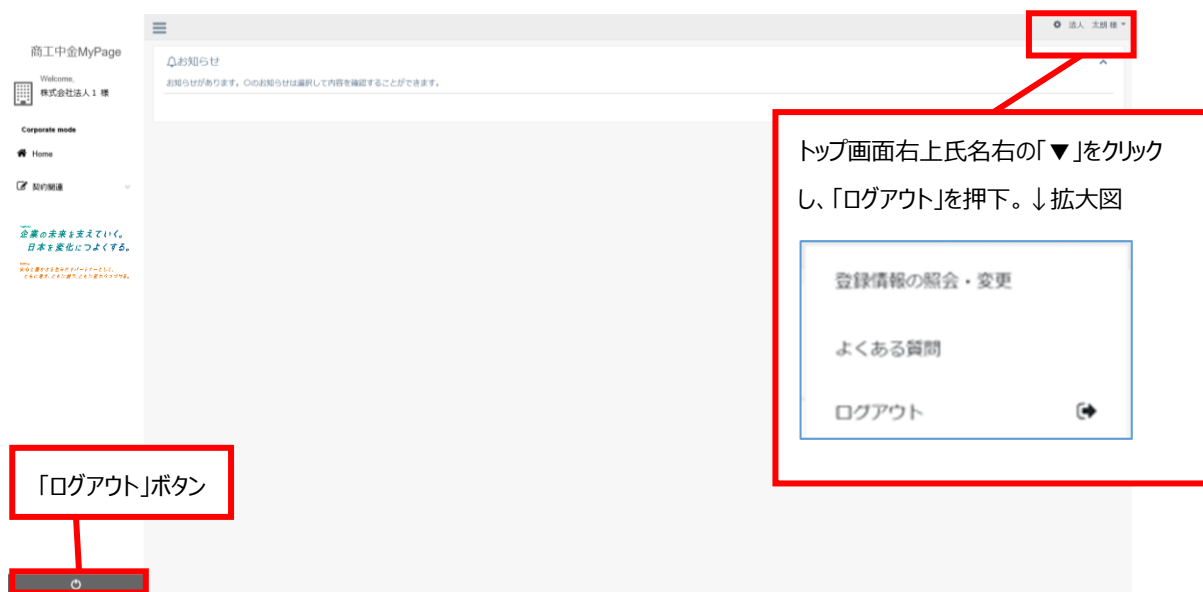 商工中金MyPage
Welcome,
株式会社法人1 様
Corporate mode
Home
契約関連
企業の未来を支えていく。
日本を変化につよくする。
法人 太朗 様
お知らせ
お知らせがあります。〇のお知らせは選択して内容を確認することができます。
トップ画面右上氏名右の「▼」をクリック
し、「ログアウト」を押下。↓拡大図
登録情報の照会・変更
よくある質問
ログアウト
「ログアウト」ボタン